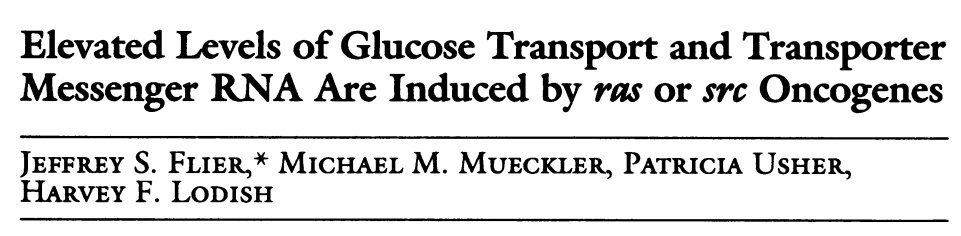 Elevated Levels of Glucose Transport and Transporter
Messenger RNA Are Induced by ras or src Oncogenes
JEFFREY S. FLIER,* MICHAEL M. MUECKLER, PATRICIA USHER,
HARVEY F. LODISH